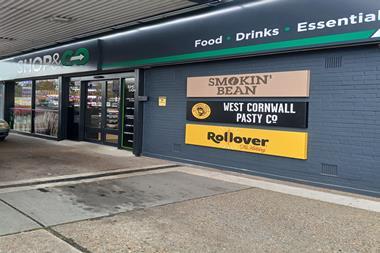 SHOP&GO
Food · Drinks · Essential
SMOKIN'
BEAN
WEST CORNWALL
PASTY CO
Rollover